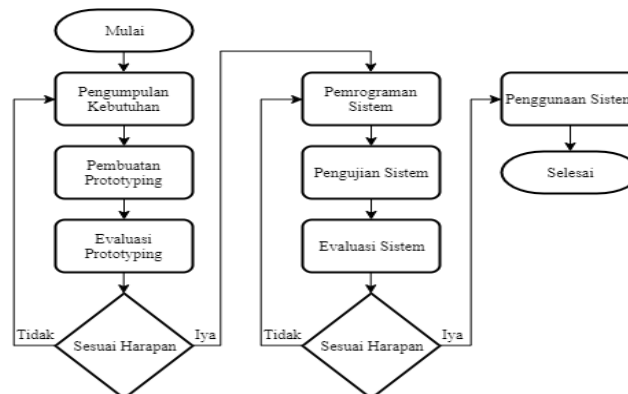 Mulai
Pengumpulan
Kebutuhan
Pembuatan
Prototyping
Evaluasi
Prototyping
Sesuai Harapan
Tidak
Iya
Pemrograman
Sistem
Pengujian Sistem
Evaluasi Sistem
Sesuai Harapan
Tidak
Iya
Penggunaan Sistem
Selesai